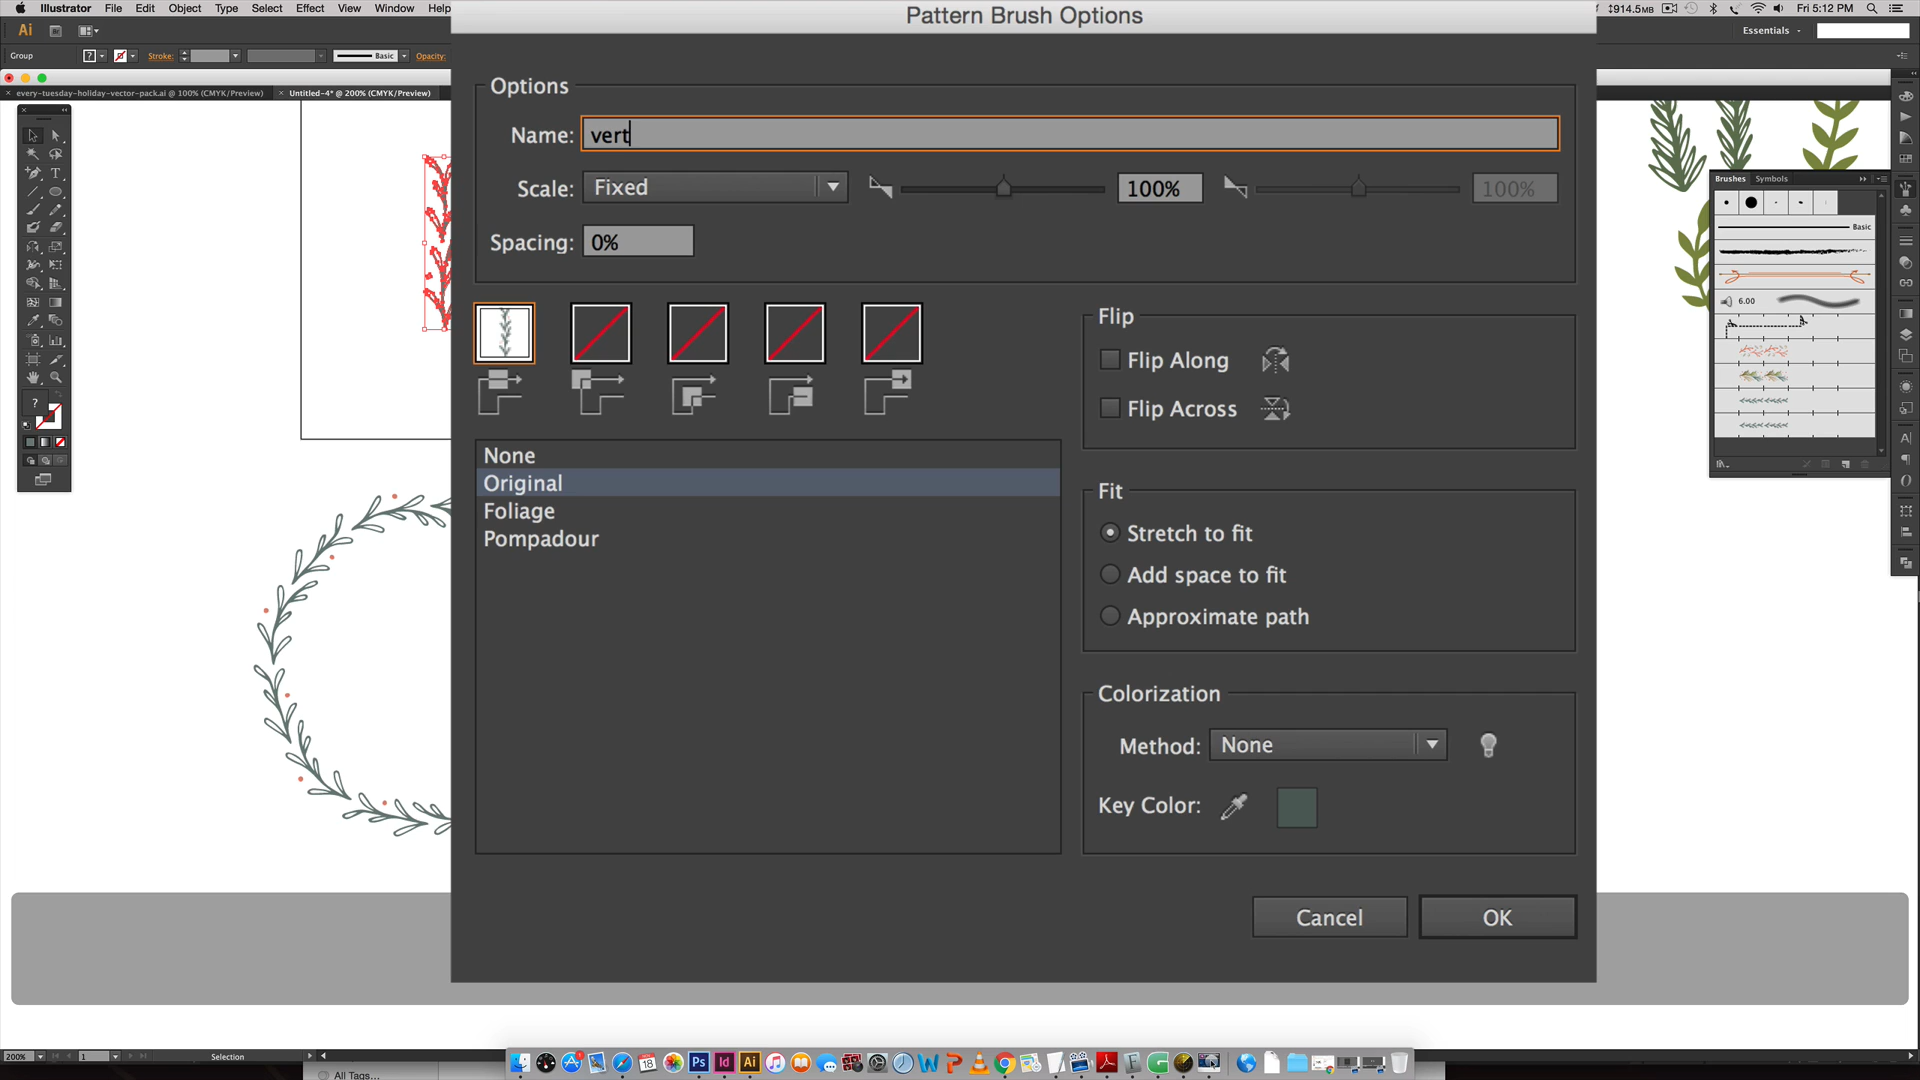 Illustrator File Edit Object Type Select Effect View Window Help
914.5MB Fri 5:12 PM
Pattern Brush Options
Ai
Essentials
Group
?
Stroke:
Basic
Opacity:
every-tuesday-holiday-vector-pack.ai @ 100% (CMYK/Preview)
Untitled-4* @ 200% (CMYK/Preview)
Options
Name: vert
Scale: Fixed 100% 100%
Spacing: 0%
Brushes Symbols
Basic
6.00
Flip
Flip Along
Flip Across
None
Original
Foliage
Pompadour
Fit
Stretch to fit
Add space to fit
Approximate path
Colorization
Method: None
Key Color:
Cancel OK
200% 1 Selection
All Tags...